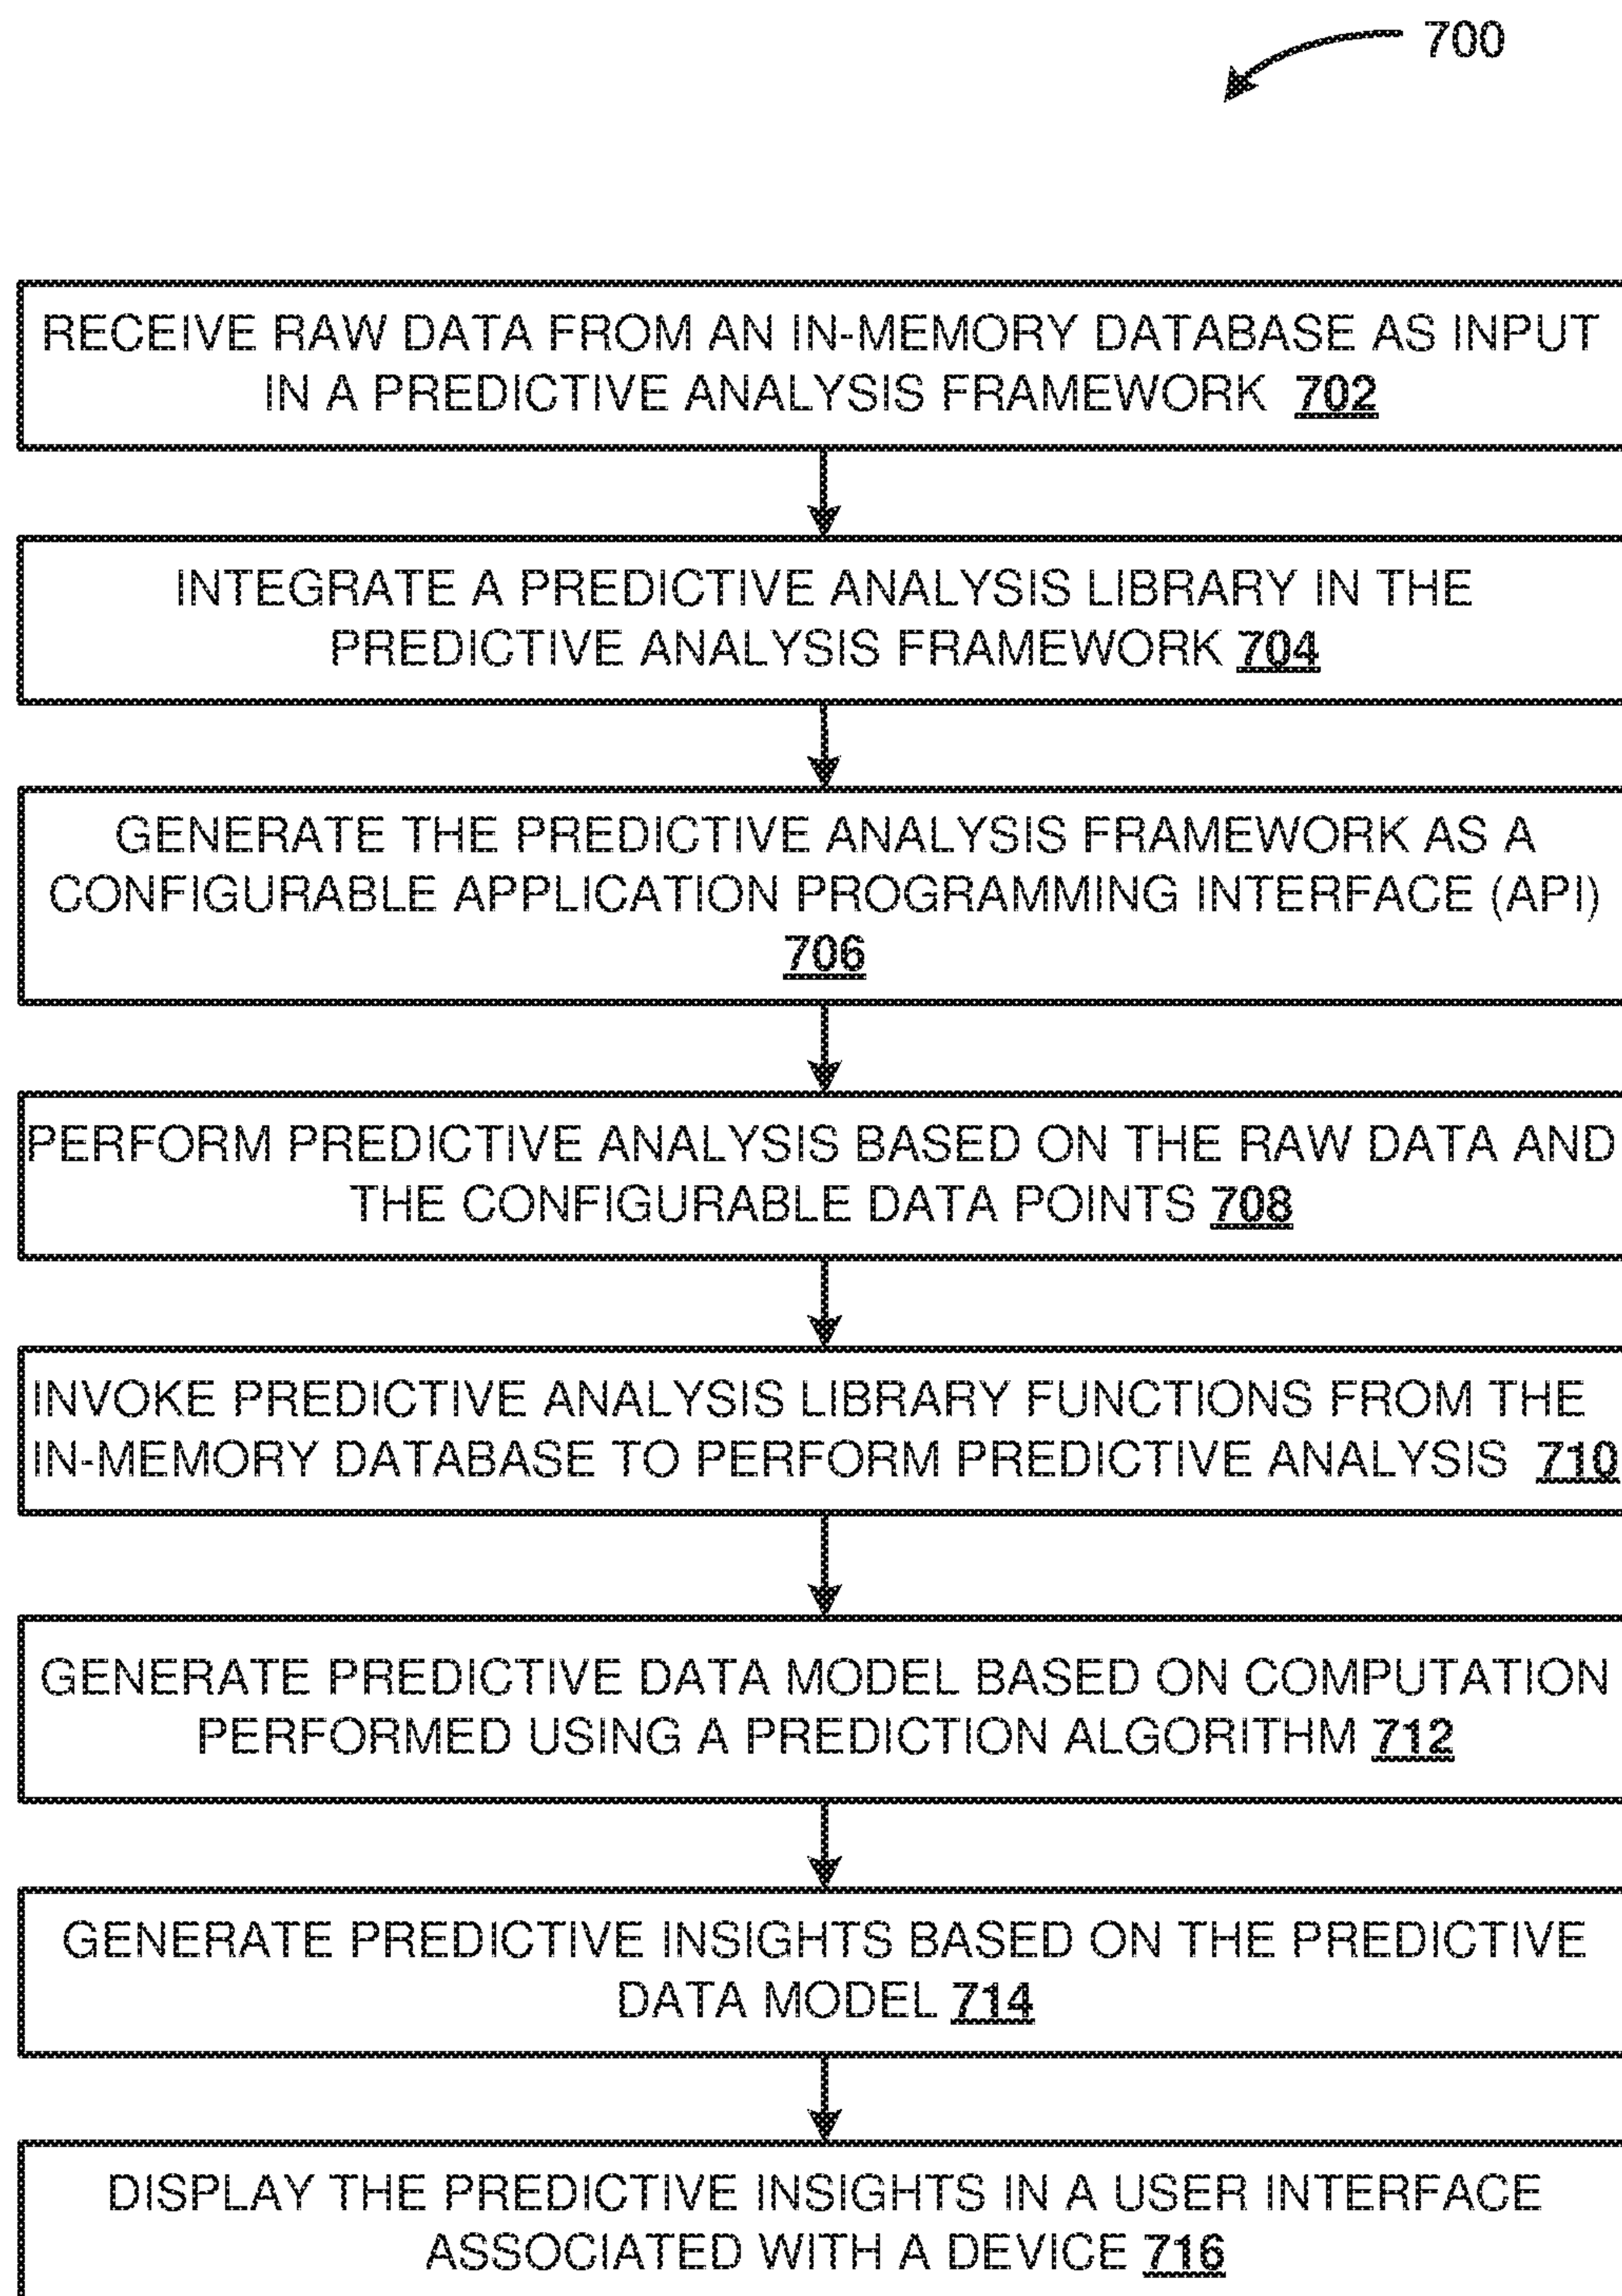 700
RECEIVE RAW DATA FROM AN IN-MEMORY DATABASE AS INPUT
IN A PREDICTIVE ANALYSIS FRAMEWORK 702
INTEGRATE A PREDICTIVE ANALYSIS LIBRARY IN THE
PREDICTIVE ANALYSIS FRAMEWORK 704
GENERATE THE PREDICTIVE ANALYSIS FRAMEWORK AS A
CONFIGURABLE APPLICATION PROGRAMMING INTERFACE (API)
706
PERFORM PREDICTIVE ANALYSIS BASED ON THE RAW DATA AND
THE CONFIGURABLE DATA POINTS 708
INVOKE PREDICTIVE ANALYSIS LIBRARY FUNCTIONS FROM THE
IN-MEMORY DATABASE TO PERFORM PREDICTIVE ANALYSIS 710
GENERATE PREDICTIVE DATA MODEL BASED ON COMPUTATION
PERFORMED USING A PREDICTION ALGORITHM 712
GENERATE PREDICTIVE INSIGHTS BASED ON THE PREDICTIVE
DATA MODEL 714
DISPLAY THE PREDICTIVE INSIGHTS IN A USER INTERFACE
ASSOCIATED WITH A DEVICE 716